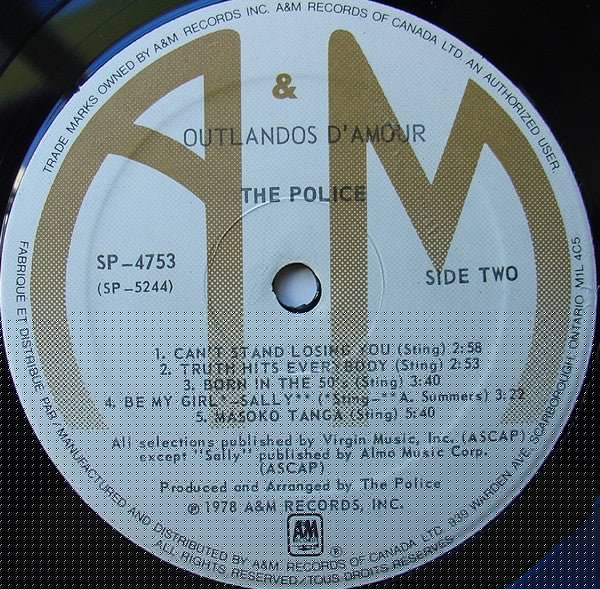 TRADE MARKS OWNED BY A&M RECORDS INC. A&M RECORDS OF CANADA LTD AN AUTHORIZED USER.
A & M
OUTLANDOS D'AMOUR
THE POLICE
SP-4753
(SP-5244)
SIDE TWO
1. CAN'T STAND LOSING YOU (Sting) 2:58
2. TRUTH HITS EVERYBODY (Sting) 2:53
3. BORN IN THE 50's (Sting) 3:40
4. BE MY GIRL*-SALLY** (*Sting-**A. Summers) 3:22
5. MASOKO TANGA (Sting) 5:40
All selections published by Virgin Music, Inc. (ASCAP)
except "Sally" published by Almo Music Corp.
(ASCAP)
Produced and Arranged by The Police
℗ 1978 A&M RECORDS, INC.
AM
RECORDS
®
FABRIQUE ET DISTRIBUE PAR / MANUFACTURED AND DISTRIBUTED BY A&M RECORDS OF CANADA LTD. 939 WARDEN AVE. SCARBOROUGH, ONTARIO M1L 4C5
ALL RIGHTS RESERVED/TOUS DROITS RESERVES